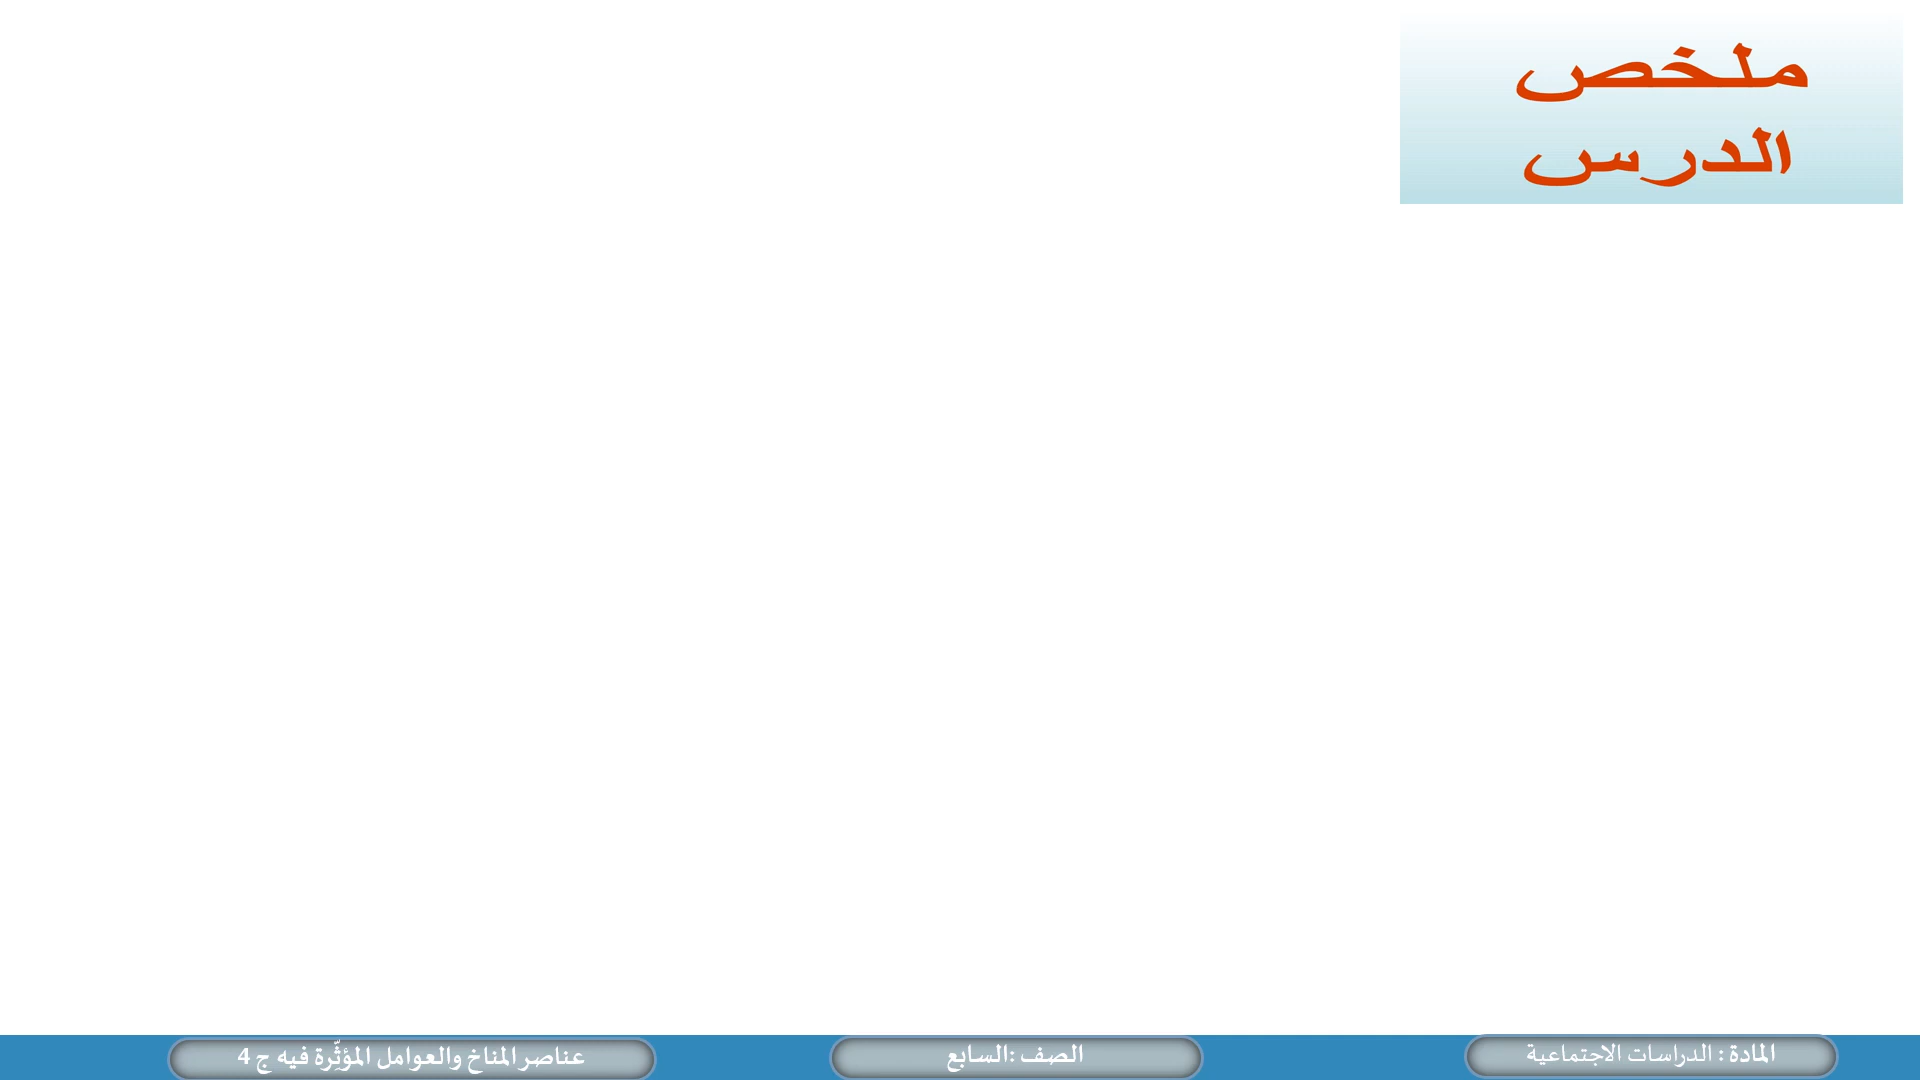 ملخص
الدرس
المادة : الدراسات الاجتماعية
الصف :السابع
عناصر المناخ والعوامل المؤثِّرة فيه ج 4